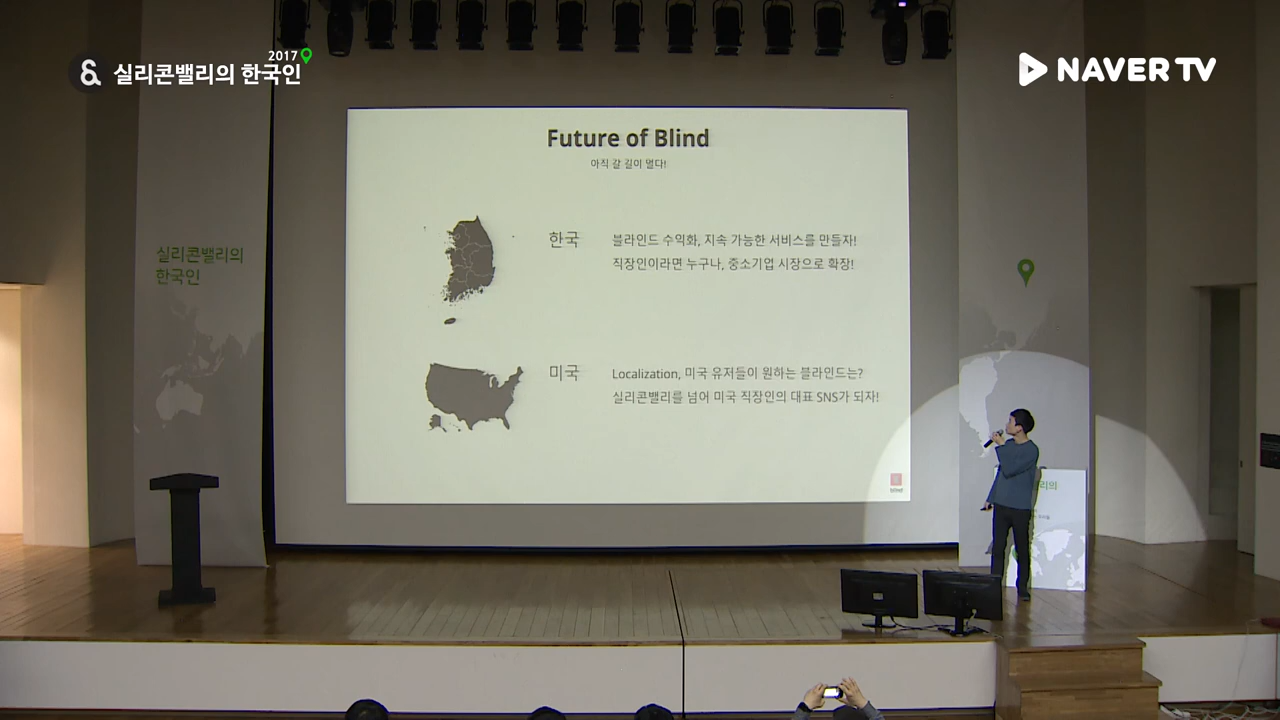 2017
실리콘밸리의 한국인
NAVER TV
Future of Blind
아직 갈 길이 멀다!
한국
블라인드 수익화, 지속 가능한 서비스를 만들자!
직장인이라면 누구나, 중소기업 시장으로 확장!
미국
Localization, 미국 유저들이 원하는 블라인드는?
실리콘밸리를 넘어 미국 직장인의 대표 SNS가 되자!
blind
실리콘밸리의
한국인
리의